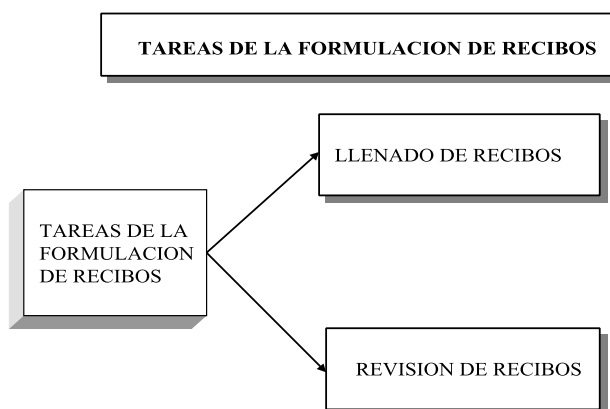 TAREAS DE LA FORMULACION DE RECIBOS
LLENADO DE RECIBOS
TAREAS DE LA
FORMULACION
DE RECIBOS
REVISION DE RECIBOS